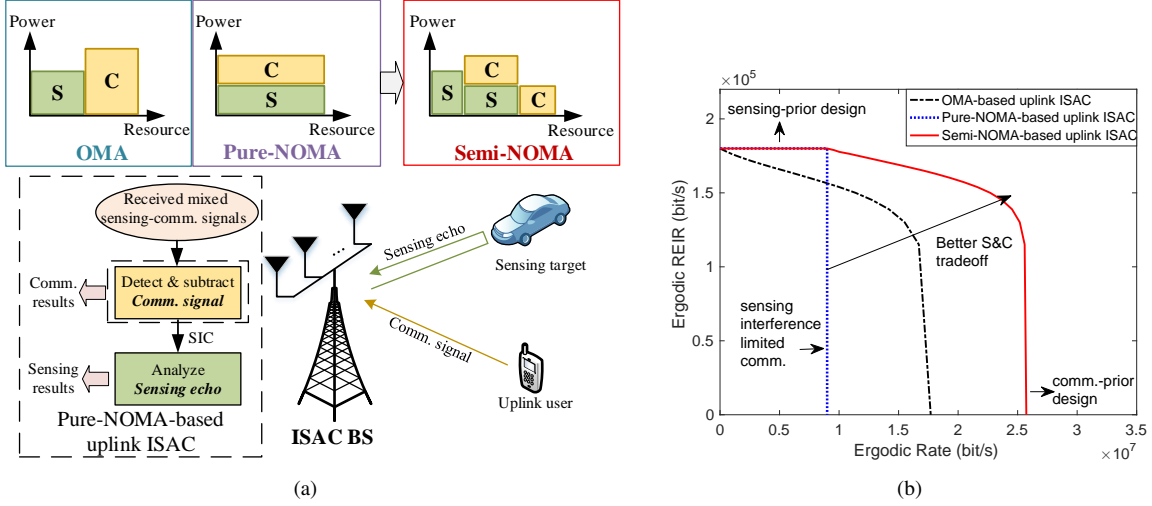 Power
S
C
Resource
OMA
Power
C
S
Resource
Pure-NOMA
Power
S
C
S
C
Resource
Semi-NOMA
Received mixed
sensing-comm. signals
Comm.
results
Detect & subtract
Comm. signal
SIC
Sensing
results
Analyze
Sensing echo
Pure-NOMA-based
uplink ISAC
...
Sensing echo
Sensing target
Comm. signal
Uplink user
ISAC BS
(a)
×10^5
2
1.5
1
0.5
0
Ergodic REIR (bit/s)
sensing-prior design
OMA-based uplink ISAC
Pure-NOMA-based uplink ISAC
Semi-NOMA-based uplink ISAC
Better S&C
tradeoff
sensing
interference
limited
comm.
comm.-prior
design
0 0.5 1 1.5 2 2.5 3 3.5
Ergodic Rate (bit/s)
×10^7
(b)